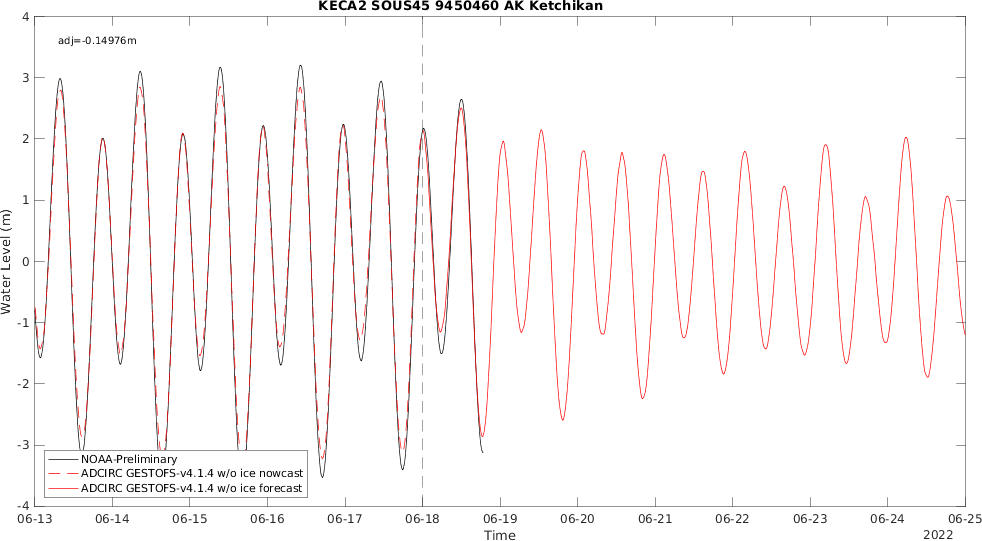 KECA2 SOUS45 9450460 AK Ketchikan
adj=-0.14976m
Water Level (m)
4
3
2
1
0
-1
-2
-3
-4
NOAA-Preliminary
ADCIRC GESTOFS-v4.1.4 w/o ice nowcast
ADCIRC GESTOFS-v4.1.4 w/o ice forecast
06-13 06-14 06-15 06-16 06-17 06-18 06-19 06-20 06-21 06-22 06-23 06-24 06-25
Time
2022